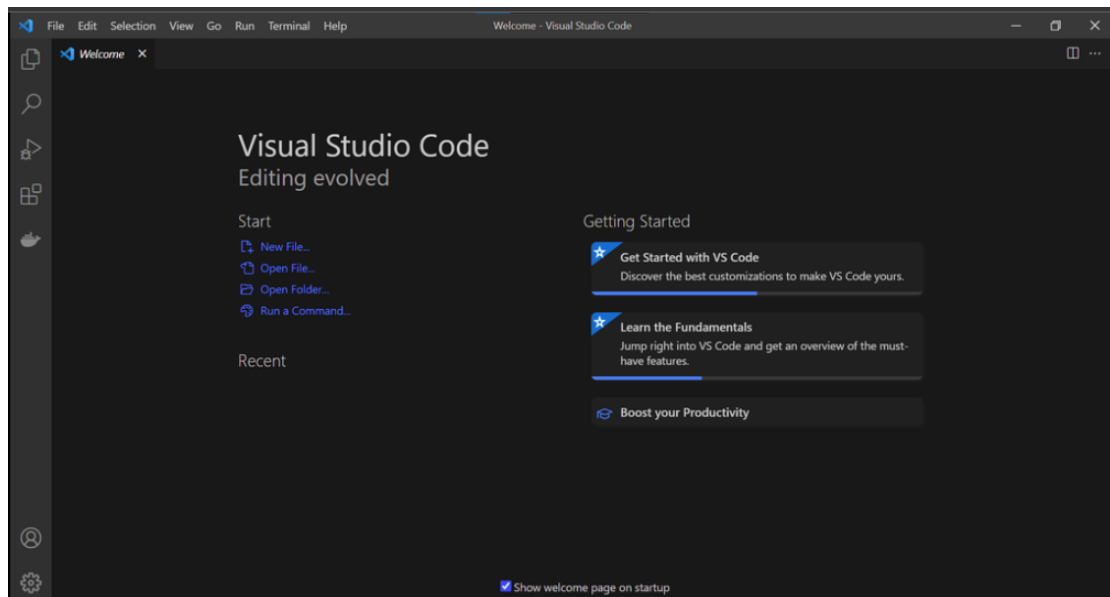 File Edit Selection View Go Run Terminal Help Welcome - Visual Studio Code
Welcome
Visual Studio Code
Editing evolved
Start
New File...
Open File...
Open Folder...
Run a Command...
Recent
Getting Started
Get Started with VS Code
Discover the best customizations to make VS Code yours.
Learn the Fundamentals
Jump right into VS Code and get an overview of the must-
have features.
Boost your Productivity
Show welcome page on startup